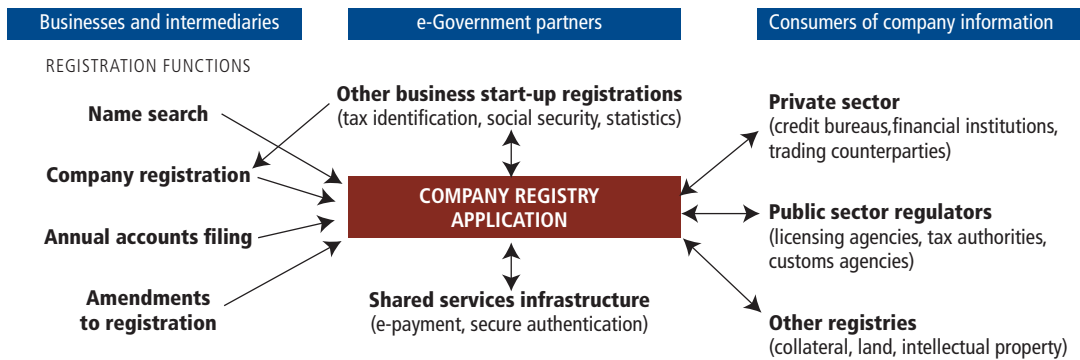 Businesses and intermediaries
e-Government partners
Consumers of company information
REGISTRATION FUNCTIONS
Name search
Company registration
Annual accounts filing
Amendments
to registration
Other business start-up registrations
(tax identification, social security, statistics)
COMPANY REGISTRY
APPLICATION
Shared services infrastructure
(e-payment, secure authentication)
Private sector
(credit bureaus,financial institutions,
trading counterparties)
Public sector regulators
(licensing agencies, tax authorities,
customs agencies)
Other registries
(collateral, land, intellectual property)